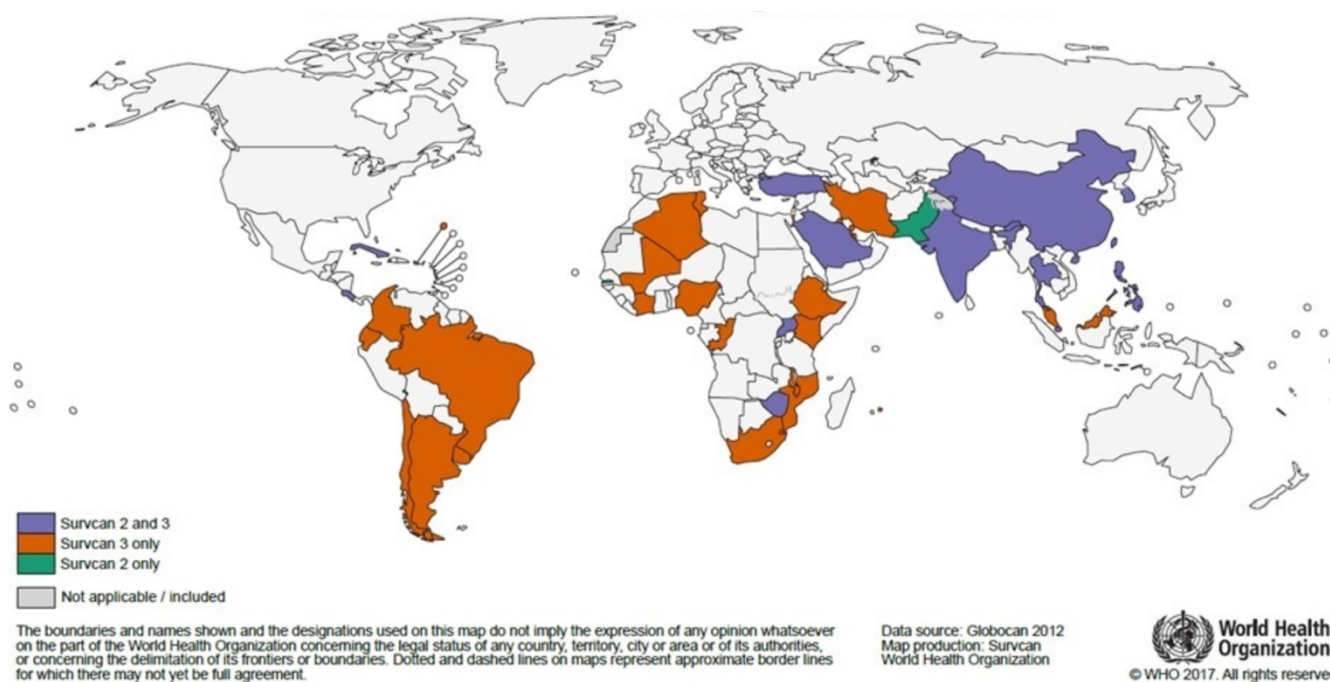 Survcan 2 and 3
Survcan 3 only
Survcan 2 only
Not applicable / included
The boundaries and names shown and the designations used on this map do not imply the expression of any opinion whatsoever
on the part of the World Health Organization concerning the legal status of any country, territory, city or area or of its authorities,
or concerning the delimitation of its frontiers or boundaries. Dotted and dashed lines on maps represent approximate border lines
for which there may not yet be full agreement.
Data source: Globocan 2012
Map production: Survcan
World Health Organization
World Health
Organization
© WHO 2017. All rights reserve